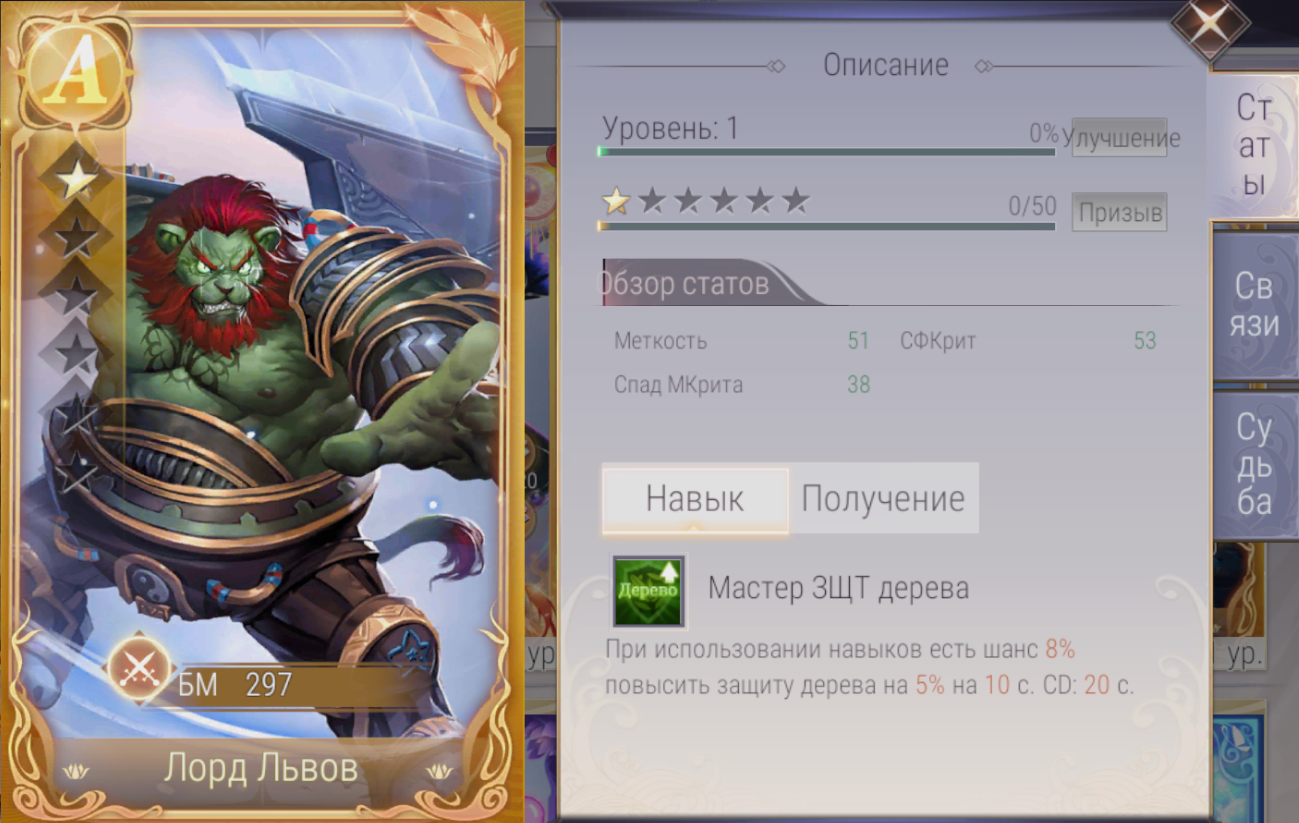 A
БМ 297
Лорд Львов
Описание
Уровень: 1
0%
Улучшение
0/50
Призыв
Обзор статов
Меткость 51 СФКрит 53
Спад МКрита 38
Навык
Получение
Дерево
Мастер ЗЩТ дерева
При использовании навыков есть шанс 8%
повысить защиту дерева на 5% на 10 с. CD: 20 с.
Ст
ат
ы
Св
язи
Су
дь
ба
ур
ур.